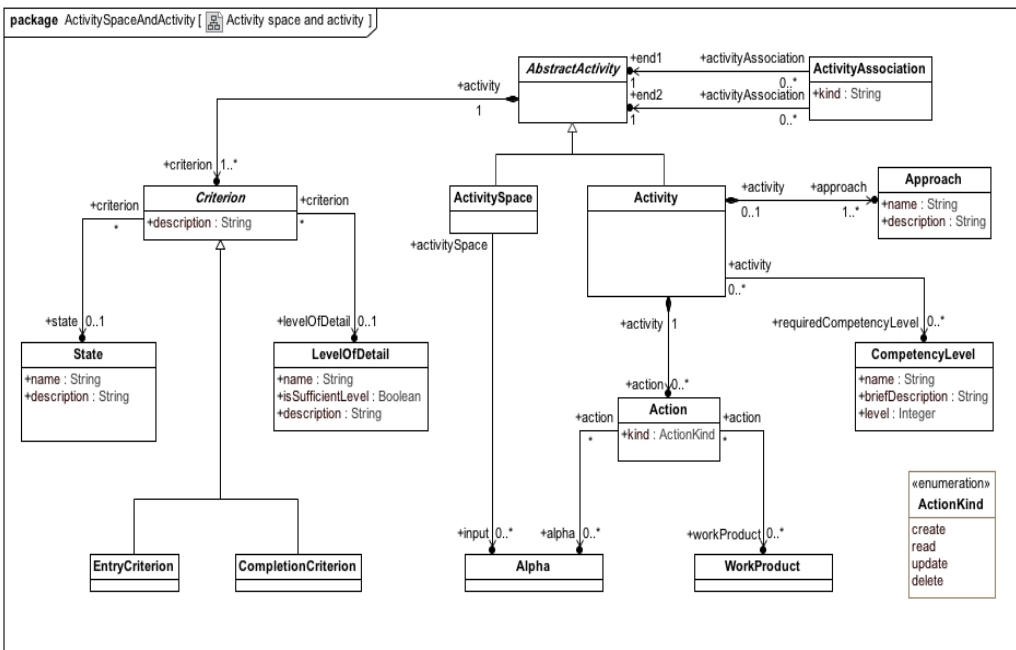 package ActivitySpaceAndActivity [ Activity space and activity ]
AbstractActivity
+end1
1
+activityAssociation
0..*
+end2
1
+activityAssociation
0..*
ActivityAssociation
+kind : String
+activity
1
+criterion
1..*
Criterion
+description : String
+criterion
*
+criterion
*
ActivitySpace
+activitySpace
Activity
+activity
0..1
+approach
1..*
Approach
+name : String
+description : String
+activity
0..*
+requiredCompetencyLevel
0..*
+state
0..1
State
+name : String
+description : String
+levelOfDetail
0..1
LevelOfDetail
+name : String
+isSufficientLevel : Boolean
+description : String
+activity
1
+action
0..*
Action
+kind : ActionKind
+action
*
+action
*
CompetencyLevel
+name : String
+briefDescription : String
+level : Integer
«enumeration»
ActionKind
create
read
update
delete
EntryCriterion
CompletionCriterion
+input
0..*
+alpha
0..*
Alpha
+workProduct
0..*
WorkProduct